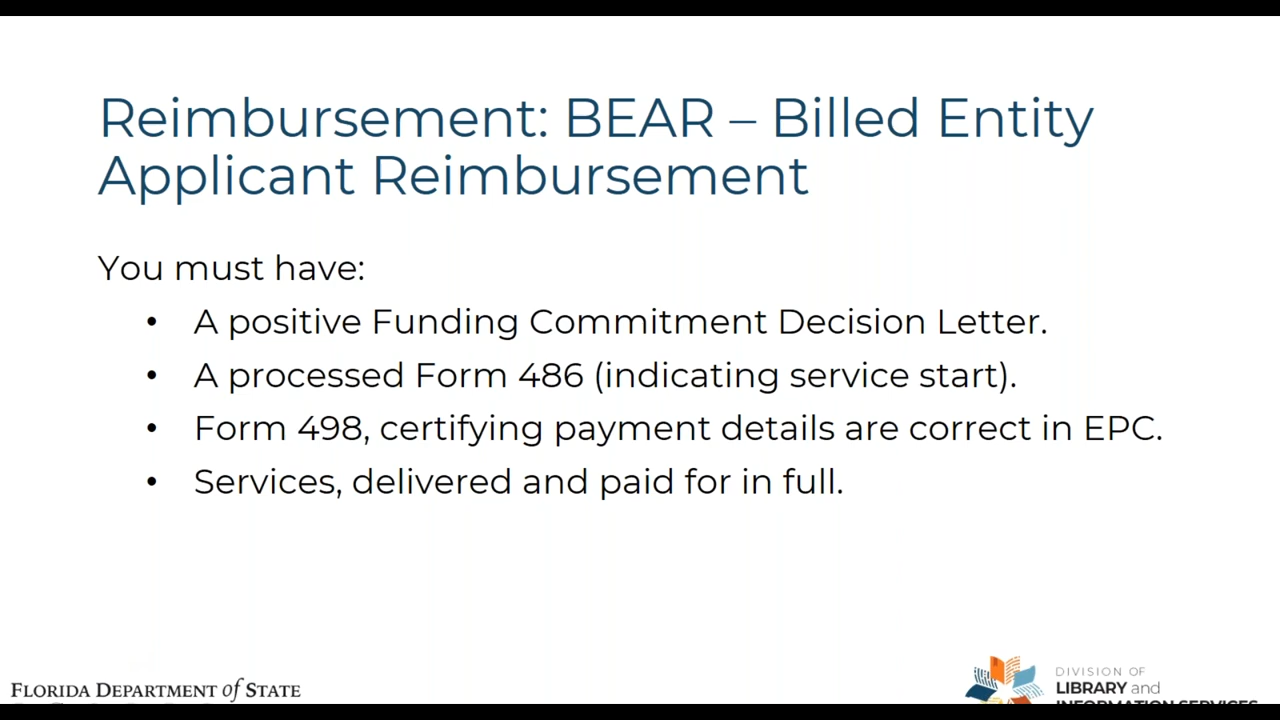 Reimbursement: BEAR – Billed Entity
Applicant Reimbursement
You must have:
• A positive Funding Commitment Decision Letter.
• A processed Form 486 (indicating service start).
• Form 498, certifying payment details are correct in EPC.
• Services, delivered and paid for in full.
FLORIDA DEPARTMENT of STATE
DIVISION OF
LIBRARY and
INFORMATION SERVICES